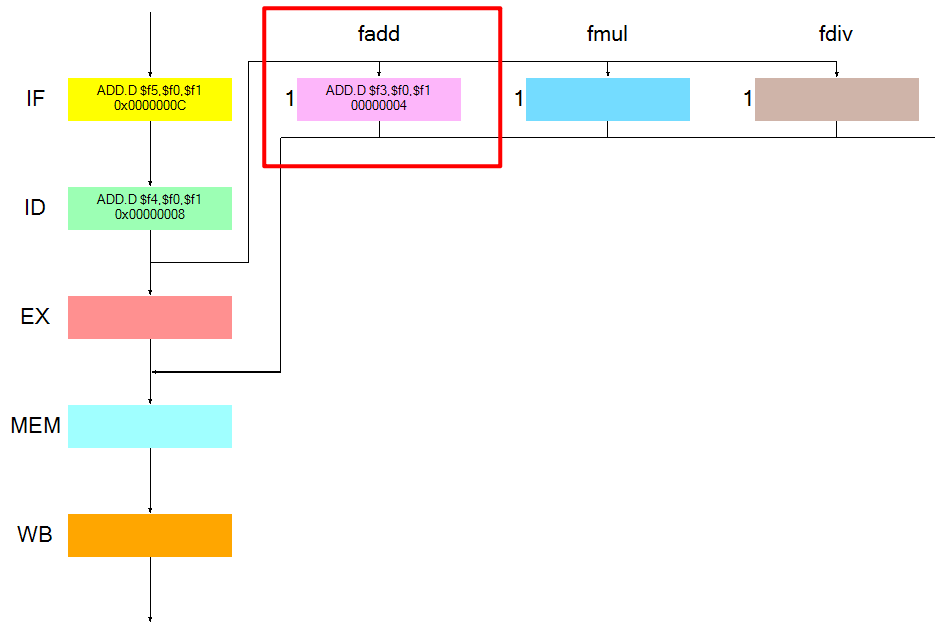 fadd fmul fdiv
IF ADD.D $f5,$f0,$f1 1 ADD.D $f3,$f0,$f1 1 1
0x0000000C 00000004
ID ADD.D $f4,$f0,$f1
0x00000008
EX
MEM
WB